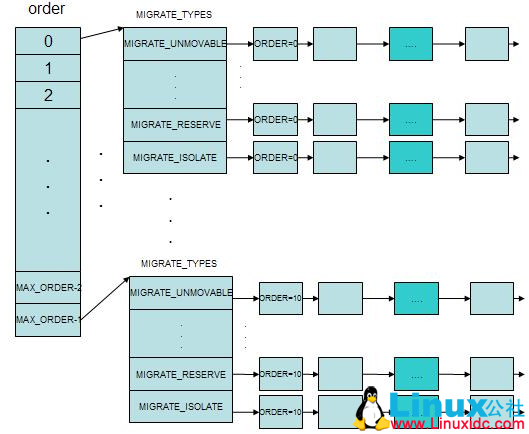 order
MIGRATE_TYPES
0
MIGRATE_UNMOVABLE ORDER=0 ....
1
2
MIGRATE_RESERVE ORDER=0 ....
MIGRATE_ISOLATE ORDER=0 ....
MIGRATE_TYPES
MAX_ORDER-2
MIGRATE_UNMOVABLE ORDER=10 ....
MAX_ORDER-1
MIGRATE_RESERVE ORDER=10 ....
MIGRATE_ISOLATE ORDER=10
Linux公社
www.Linuxidc.com